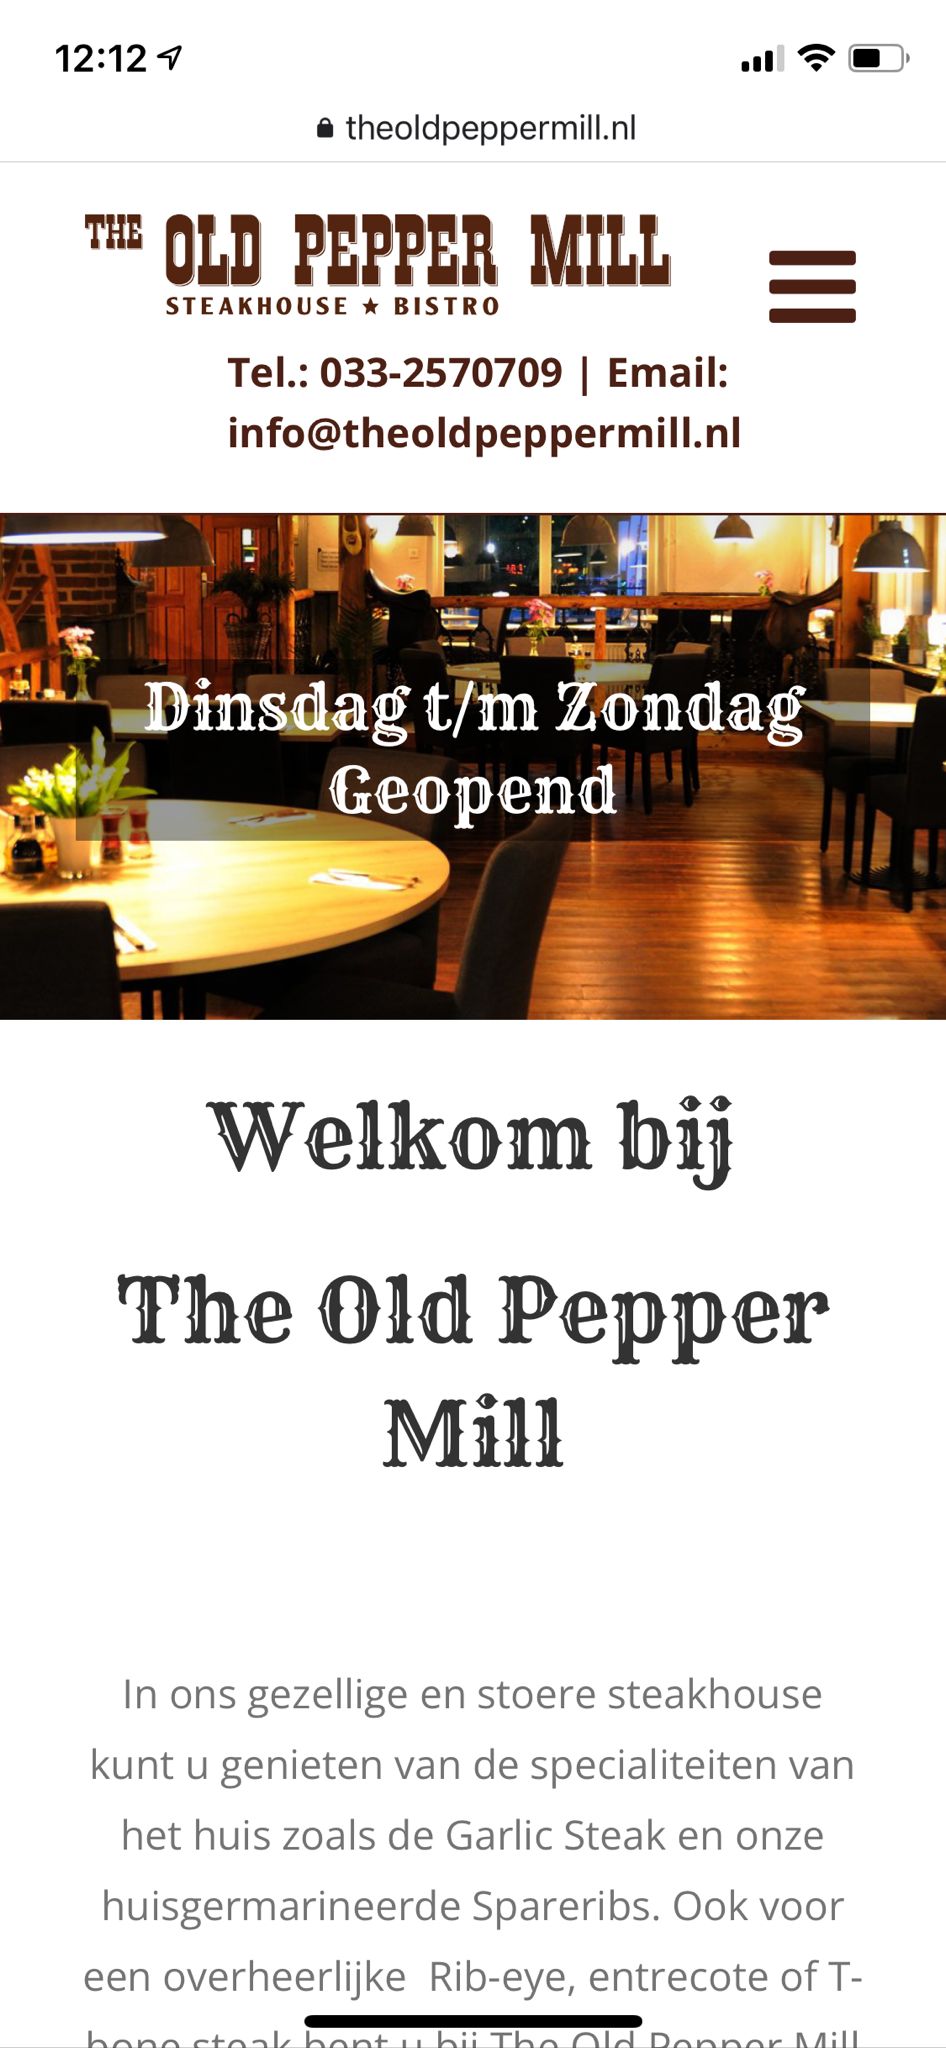 12:12
theoldpeppermill.nl
THE OLD PEPPER MILL
STEAKHOUSE ★ BISTRO
Tel.: 033-2570709 | Email:
info@theoldpeppermill.nl
Dinsdag t/m Zondag
Geopend
Welkom bij
The Old Pepper
Mill
In ons gezellige en stoere steakhouse
kunt u genieten van de specialiteiten van
het huis zoals de Garlic Steak en onze
huisgermarineerde Spareribs. Ook voor
een overheerlijke Rib-eye, entrecote of T-
bone steak bent u bij The Old Pepper Mill